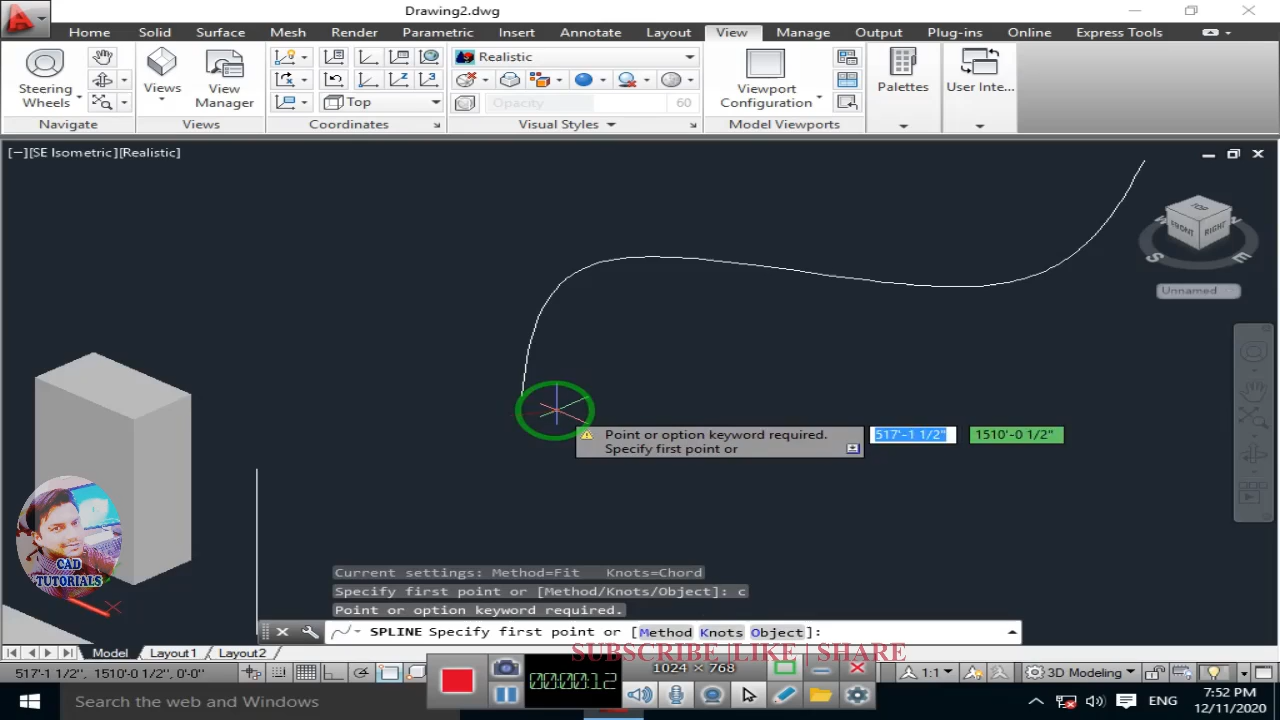 Drawing2.dwg
Home Solid Surface Mesh Render Parametric Insert Annotate Layout View Manage Output Plug-ins Online Express Tools
Steering Wheels
Views
View Manager
Top
Realistic
Opacity 60
Viewport Configuration
Palettes
User Inte...
Navigate Views Coordinates Visual Styles Model Viewports
[−][SE Isometric][Realistic]
TOP
FRONT RIGHT
W N S E
Unnamed
Point or option keyword required.
Specify first point or
517'-1 1/2" 1510'-0 1/2"
CAD
TUTORIALS
Current settings: Method=Fit Knots=Chord
Specify first point or [Method/Knots/Object]: c
Point or option keyword required.
SPLINE Specify first point or [Method Knots Object]:
Model Layout1 Layout2
SUBSCRIBE |LIKE | SHARE
517'-1 1/2", 1510'-0 1/2", 0'-0"
1024 × 768
1:1
3D Modeling
00:00:12
Search the web and Windows
ENG
7:52 PM
12/11/2020